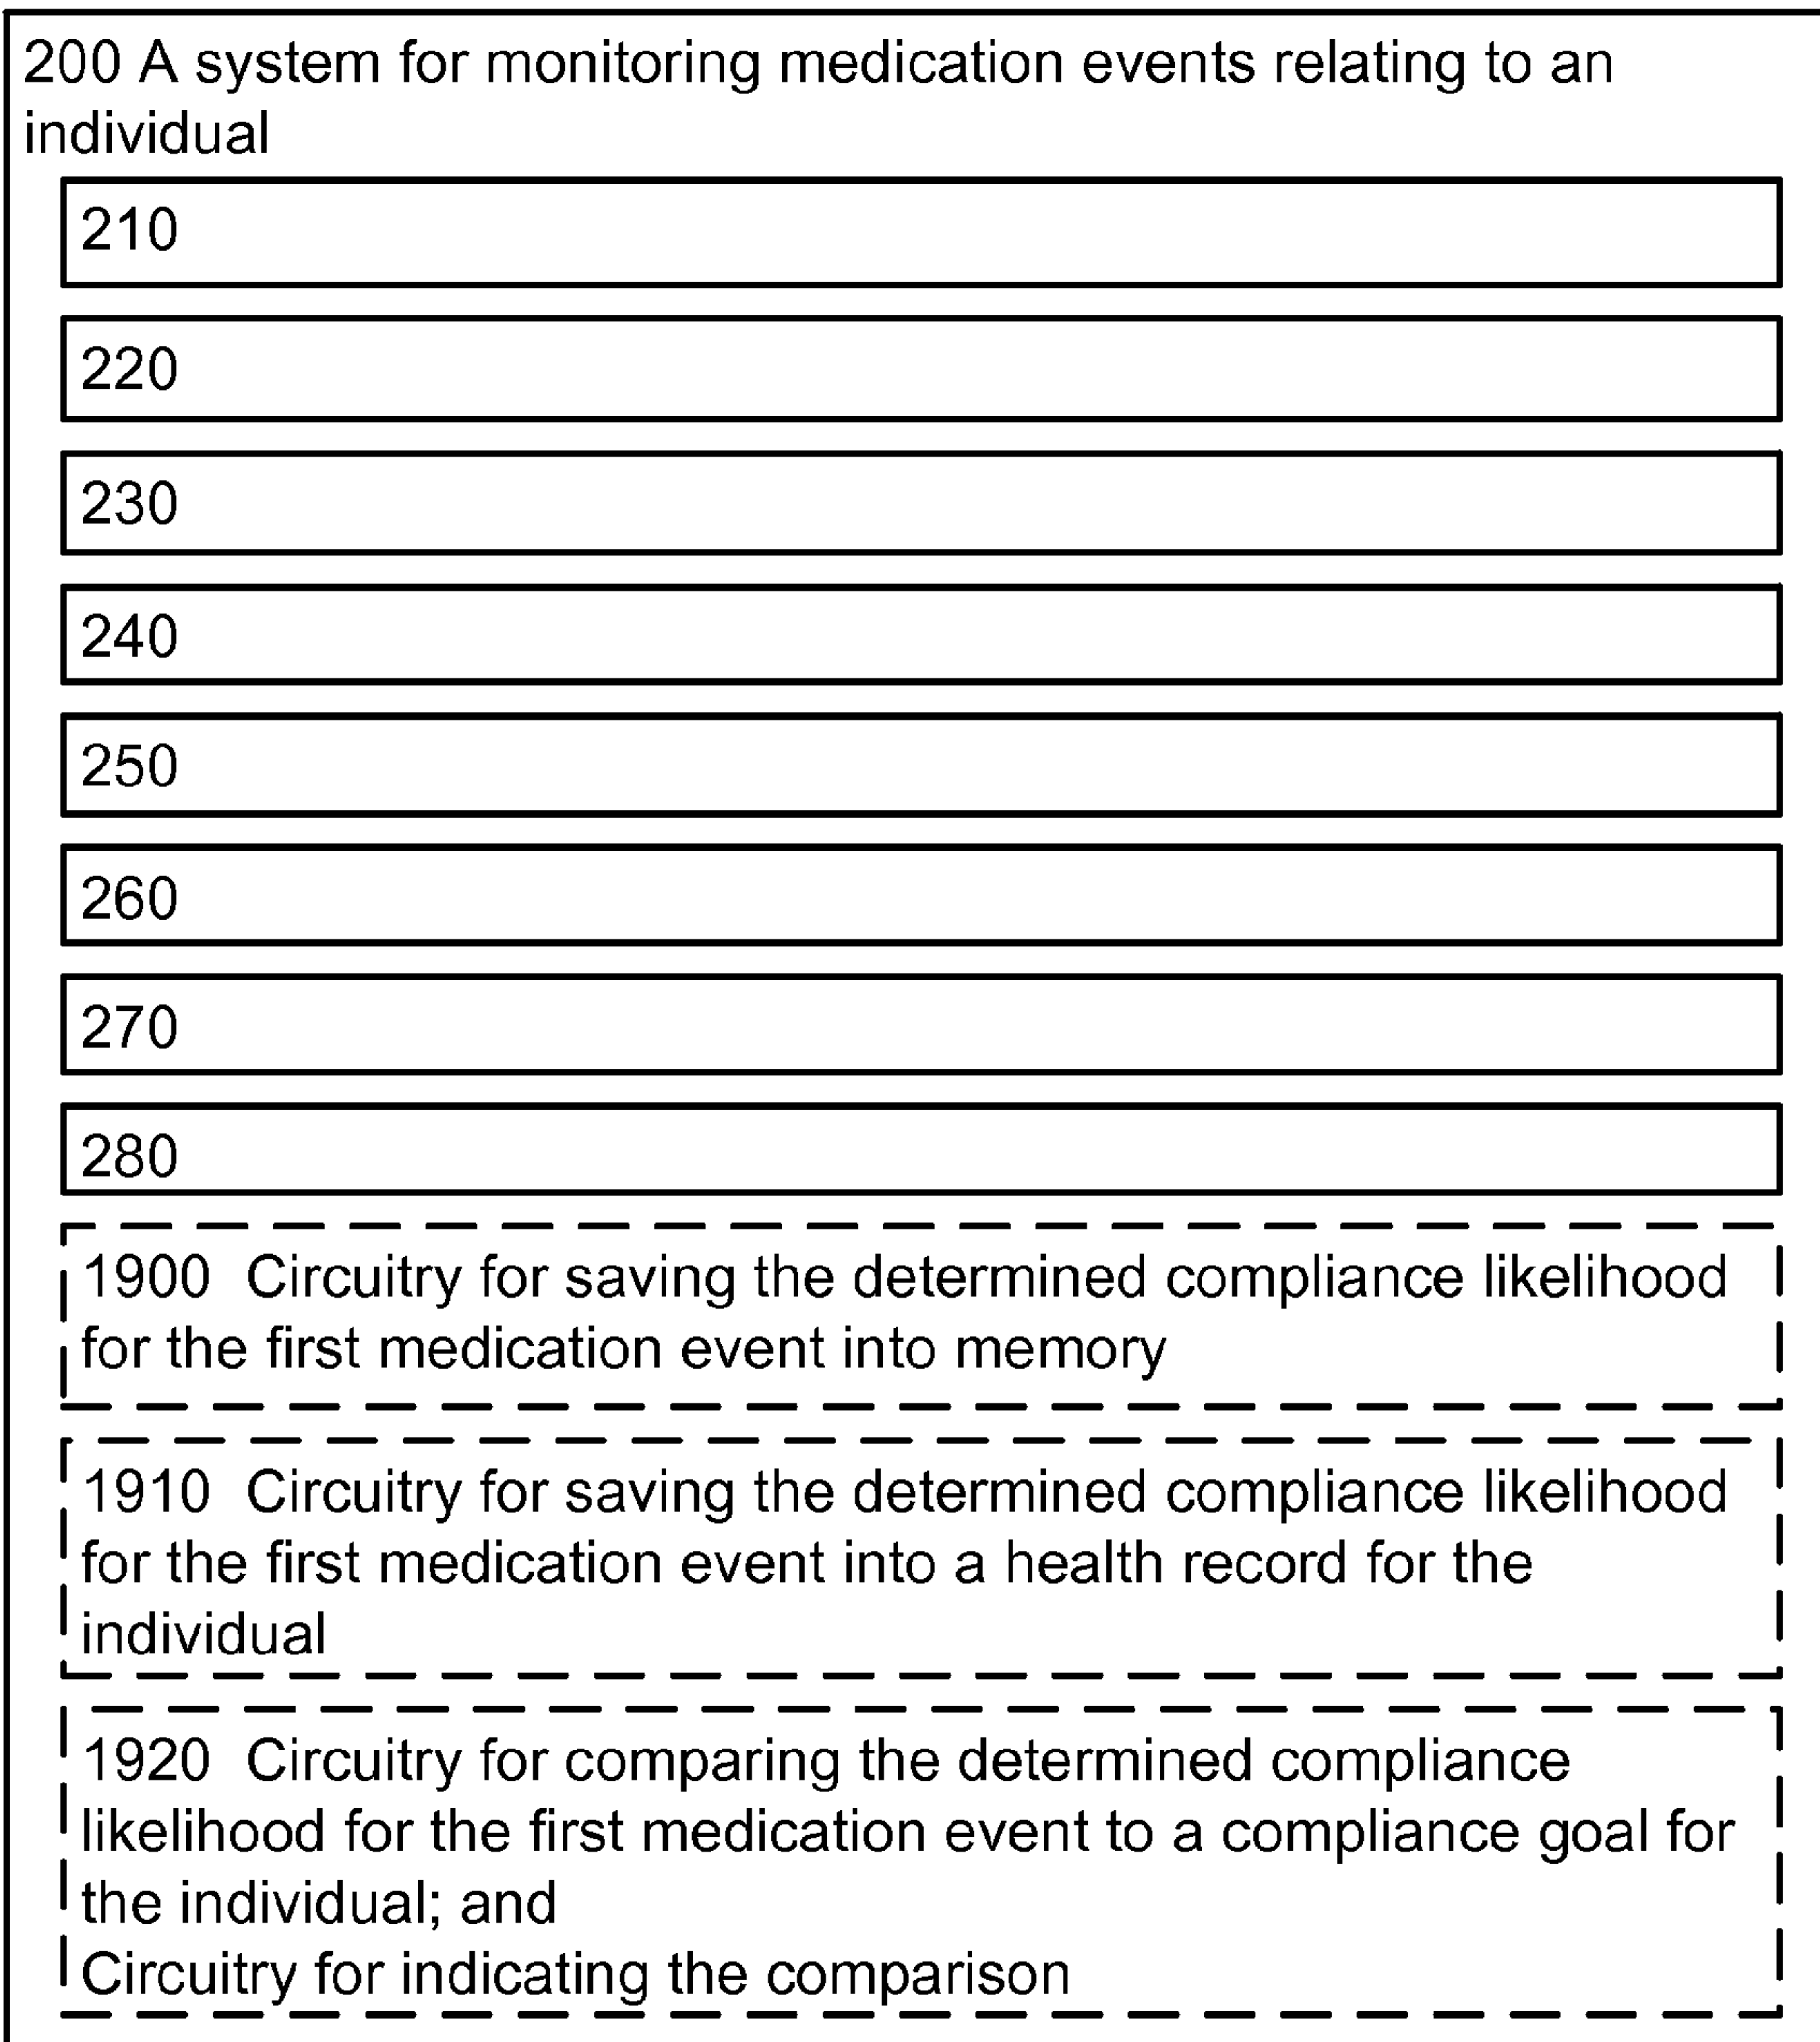 200 A system for monitoring medication events relating to an
individual
210
220
230
240
250
260
270
280
1900 Circuitry for saving the determined compliance likelihood
for the first medication event into memory
1910 Circuitry for saving the determined compliance likelihood
for the first medication event into a health record for the
individual
1920 Circuitry for comparing the determined compliance
likelihood for the first medication event to a compliance goal for
the individual; and
Circuitry for indicating the comparison